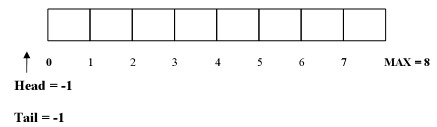 0 1 2 3 4 5 6 7 MAX = 8
Head = -1
Tail = -1